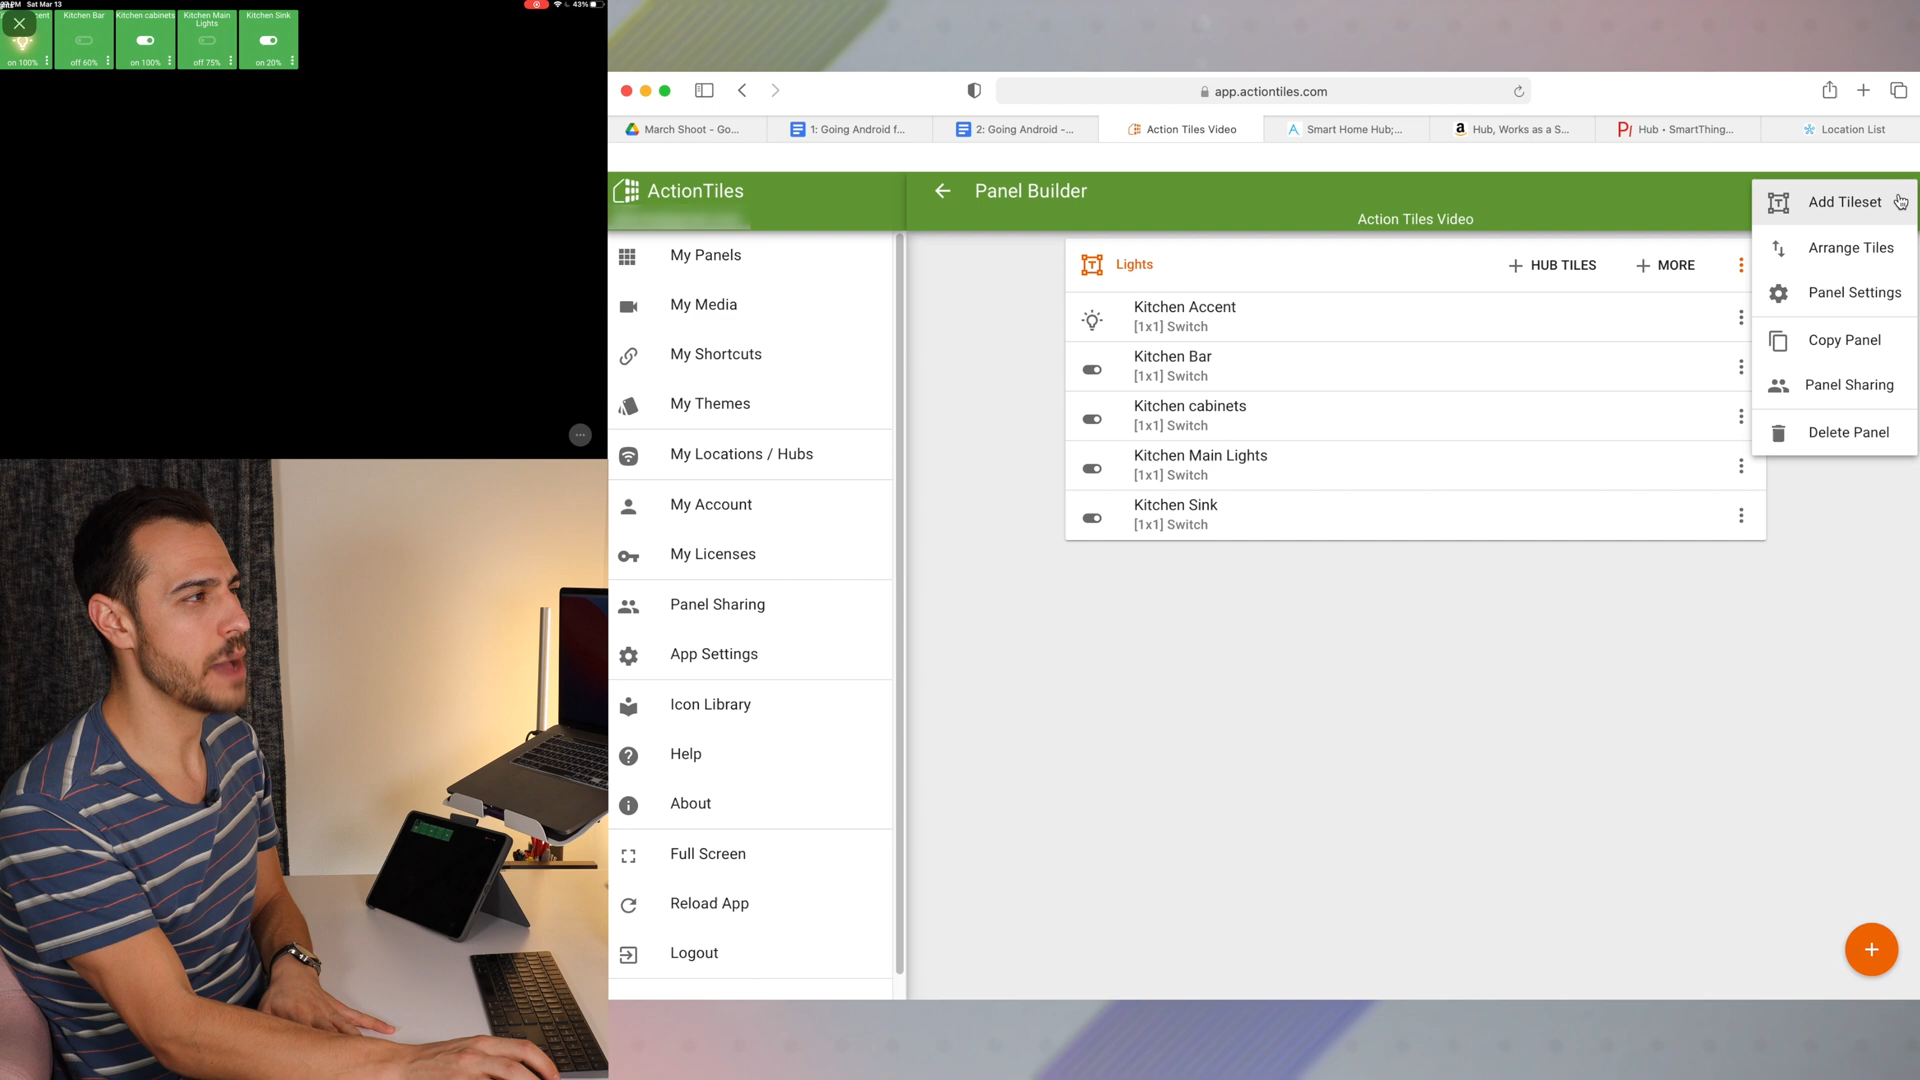 PM Sat Mar 13
43%
Kitchen Bar
Kitchen cabinets
Kitchen Main
Lights
Kitchen Sink
on 100%
off 60%
on 100%
off 75%
on 20%
app.actiontiles.com
March Shoot - Go...
1: Going Android f...
2: Going Android -...
Action Tiles Video
Smart Home Hub;...
Hub, Works as a S...
Hub • SmartThing...
Location List
ActionTiles
Panel Builder
Action Tiles Video
My Panels
My Media
My Shortcuts
My Themes
My Locations / Hubs
My Account
My Licenses
Panel Sharing
App Settings
Icon Library
Help
About
Full Screen
Reload App
Logout
Lights
HUB TILES
MORE
Kitchen Accent
[1x1] Switch
Kitchen Bar
[1x1] Switch
Kitchen cabinets
[1x1] Switch
Kitchen Main Lights
[1x1] Switch
Kitchen Sink
[1x1] Switch
Add Tileset
Arrange Tiles
Panel Settings
Copy Panel
Panel Sharing
Delete Panel